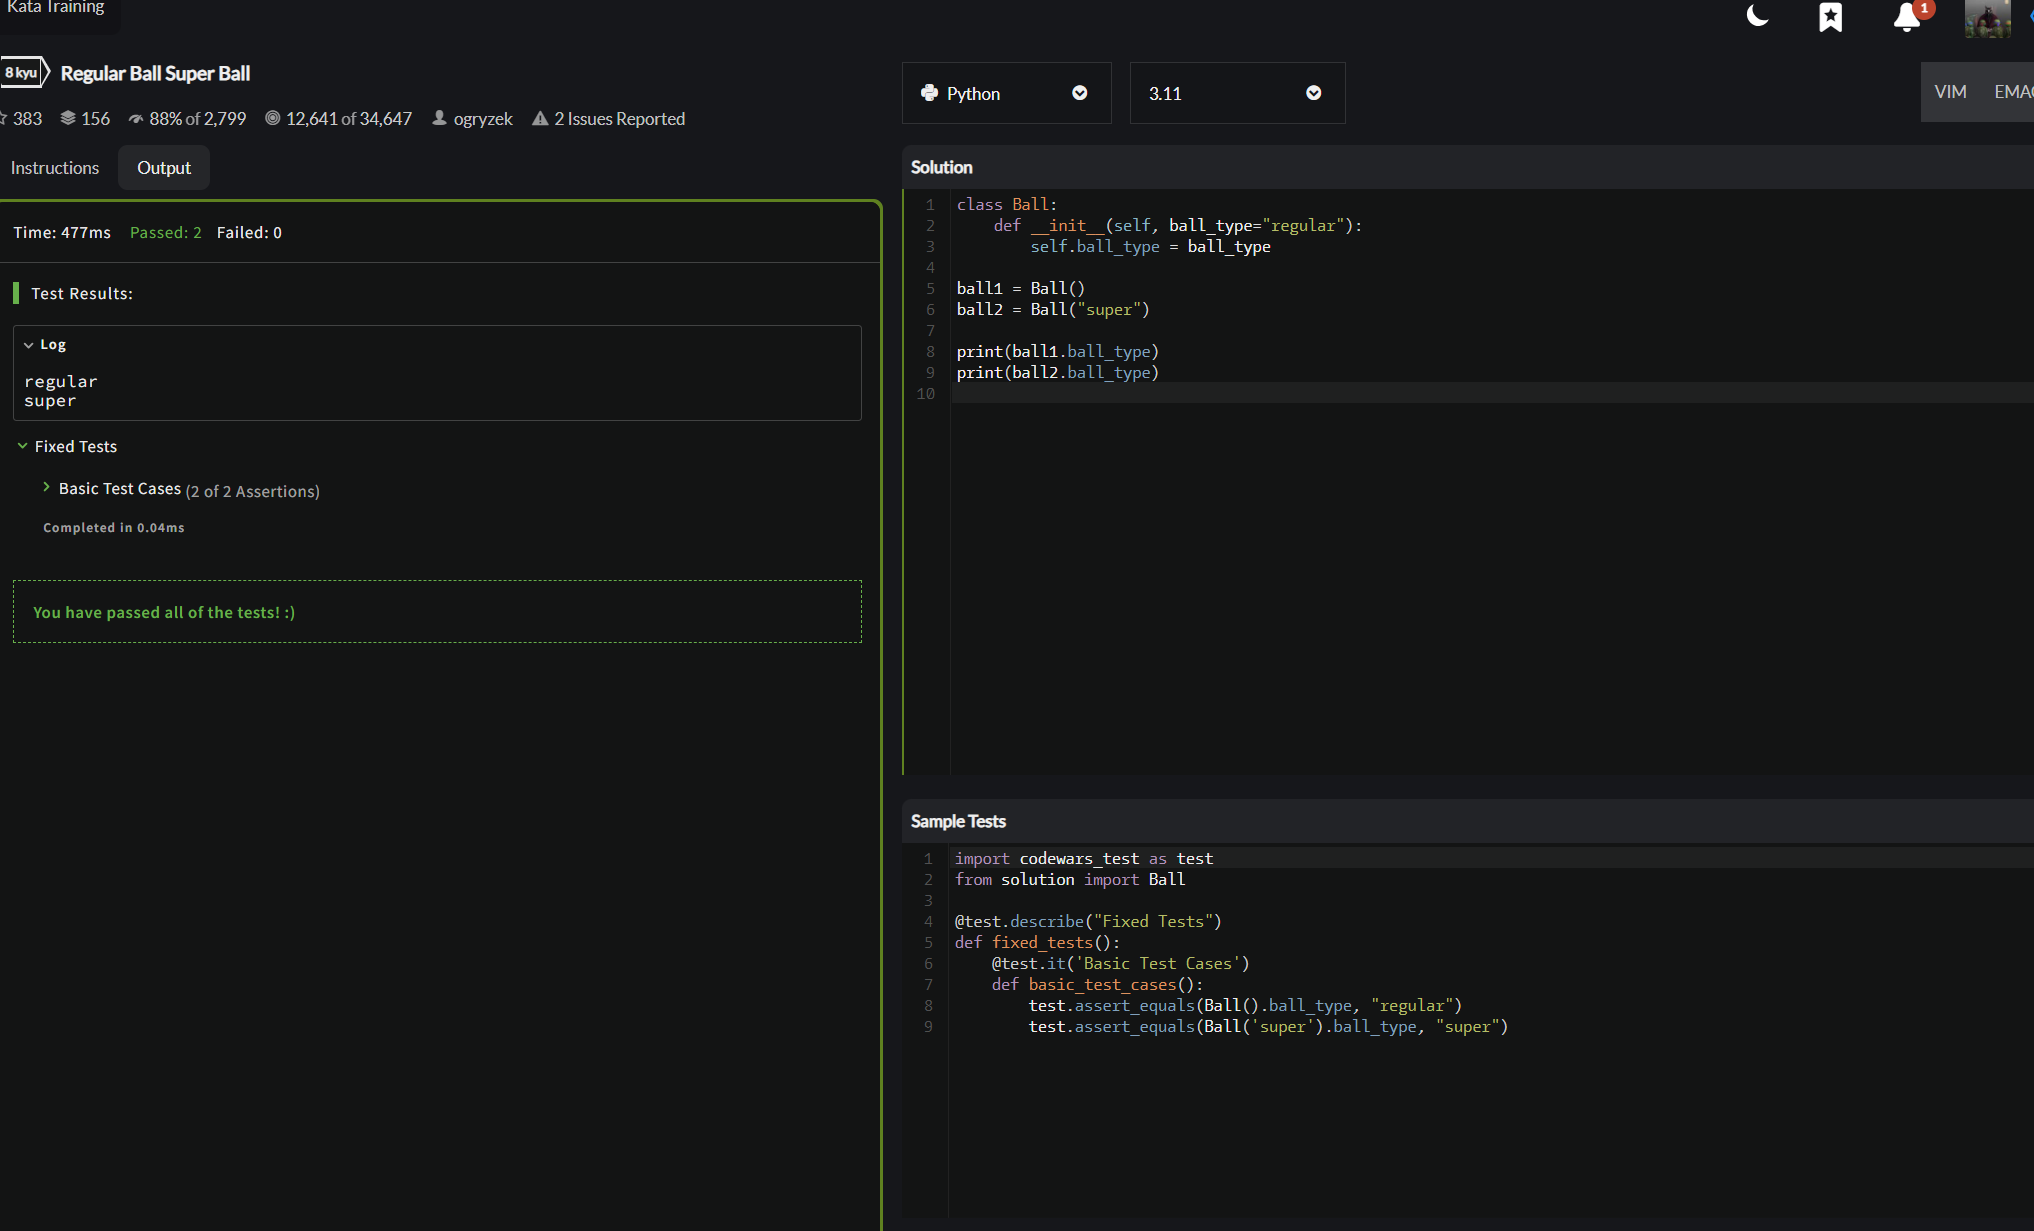 Kata Training
1
8 kyu Regular Ball Super Ball
383 156 88% of 2,799 12,641 of 34,647 ogryzek 2 Issues Reported
Python
3.11
VIM
Instructions Output
Time: 477ms Passed: 2 Failed: 0
Test Results:
Log
regular
super
Fixed Tests
Basic Test Cases (2 of 2 Assertions)
Completed in 0.04ms
You have passed all of the tests! :)
Solution
1 class Ball:
2     def __init__(self, ball_type="regular"):
3         self.ball_type = ball_type
4
5 ball1 = Ball()
6 ball2 = Ball("super")
7
8 print(ball1.ball_type)
9 print(ball2.ball_type)
10
Sample Tests
1 import codewars_test as test
2 from solution import Ball
3
4 @test.describe("Fixed Tests")
5 def fixed_tests():
6     @test.it('Basic Test Cases')
7     def basic_test_cases():
8         test.assert_equals(Ball().ball_type, "regular")
9         test.assert_equals(Ball('super').ball_type, "super")